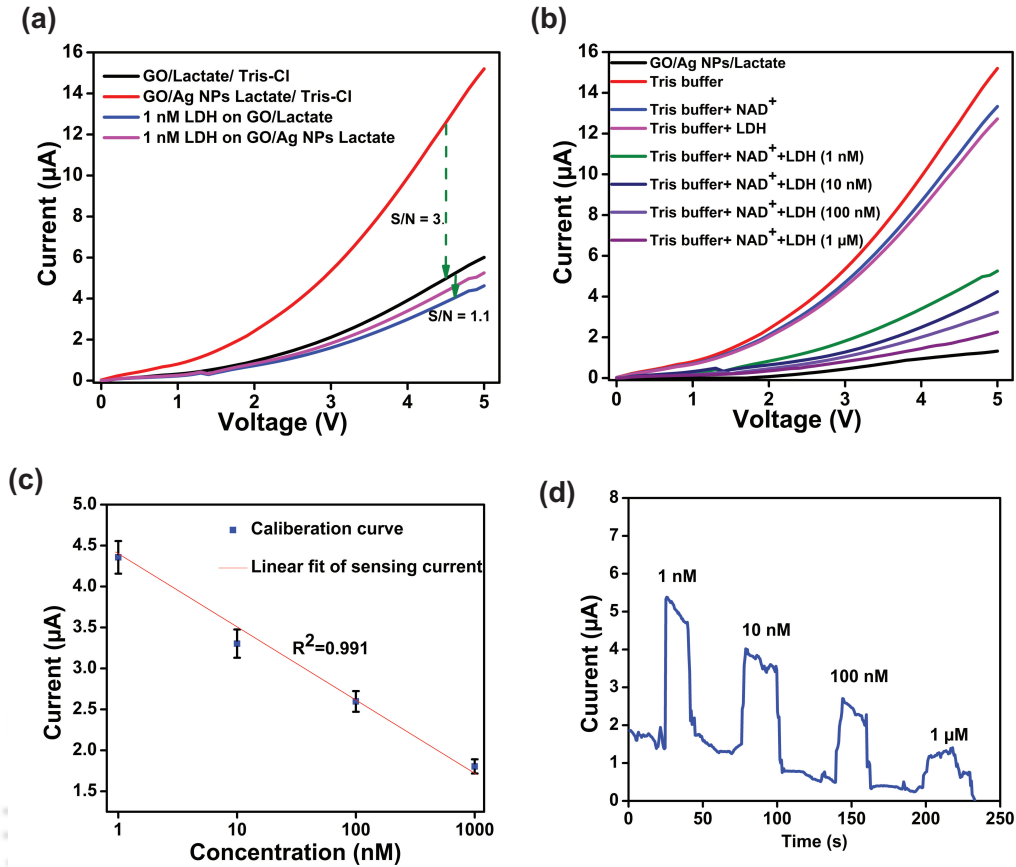 (a)
16
14
12
10
8
6
4
2
0
0
1
2
3
4
5
Current (µA)
Voltage (V)
GO/Lactate/ Tris-Cl
GO/Ag NPs Lactate/ Tris-Cl
1 nM LDH on GO/Lactate
1 nM LDH on GO/Ag NPs Lactate
S/N = 3.
S/N = 1.1
(b)
16
14
12
10
8
6
4
2
0
0
1
2
3
4
5
Current (µA)
Voltage (V)
GO/Ag NPs/Lactate
Tris buffer
Tris buffer+ NAD⁺
Tris buffer+ LDH
Tris buffer+ NAD⁺+LDH (1 nM)
Tris buffer+ NAD⁺+LDH (10 nM)
Tris buffer+ NAD⁺+LDH (100 nM)
Tris buffer+ NAD⁺+LDH (1 µM)
(c)
5.0
4.5
4.0
3.5
3.0
2.5
2.0
1.5
1
10
100
1000
Current (µA)
Concentration (nM)
Caliberation curve
Linear fit of sensing current
R²=0.991
(d)
8
7
6
5
4
3
2
1
0
0
50
100
150
200
250
Cuurent (µA)
Time (s)
1 nM
10 nM
100 nM
1 µM